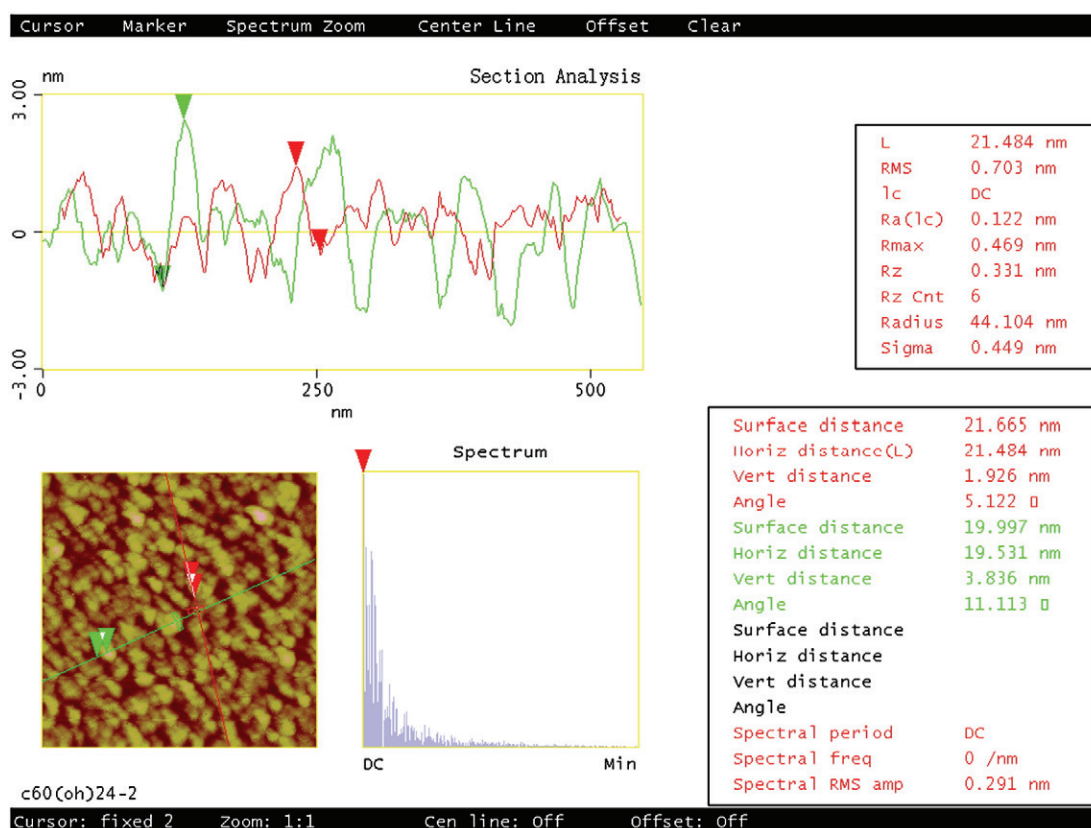 Cursor Marker Spectrum Zoom Center Line Offset Clear
nm
Section Analysis
3.00
0
-3.00
0 250 500
nm
L 21.484 nm
RMS 0.703 nm
lc DC
Ra(lc) 0.122 nm
Rmax 0.469 nm
Rz 0.331 nm
Rz Cnt 6
Radius 44.104 nm
Sigma 0.449 nm
Spectrum
DC Min
Surface distance 21.665 nm
Horiz distance(L) 21.484 nm
Vert distance 1.926 nm
Angle 5.122 ▯
Surface distance 19.997 nm
Horiz distance 19.531 nm
Vert distance 3.836 nm
Angle 11.113 ▯
Surface distance
Horiz distance
Vert distance
Angle
Spectral period DC
Spectral freq 0 /nm
Spectral RMS amp 0.291 nm
c60(oh)24-2
Cursor: fixed 2 Zoom: 1:1 Cen line: Off Offset: Off